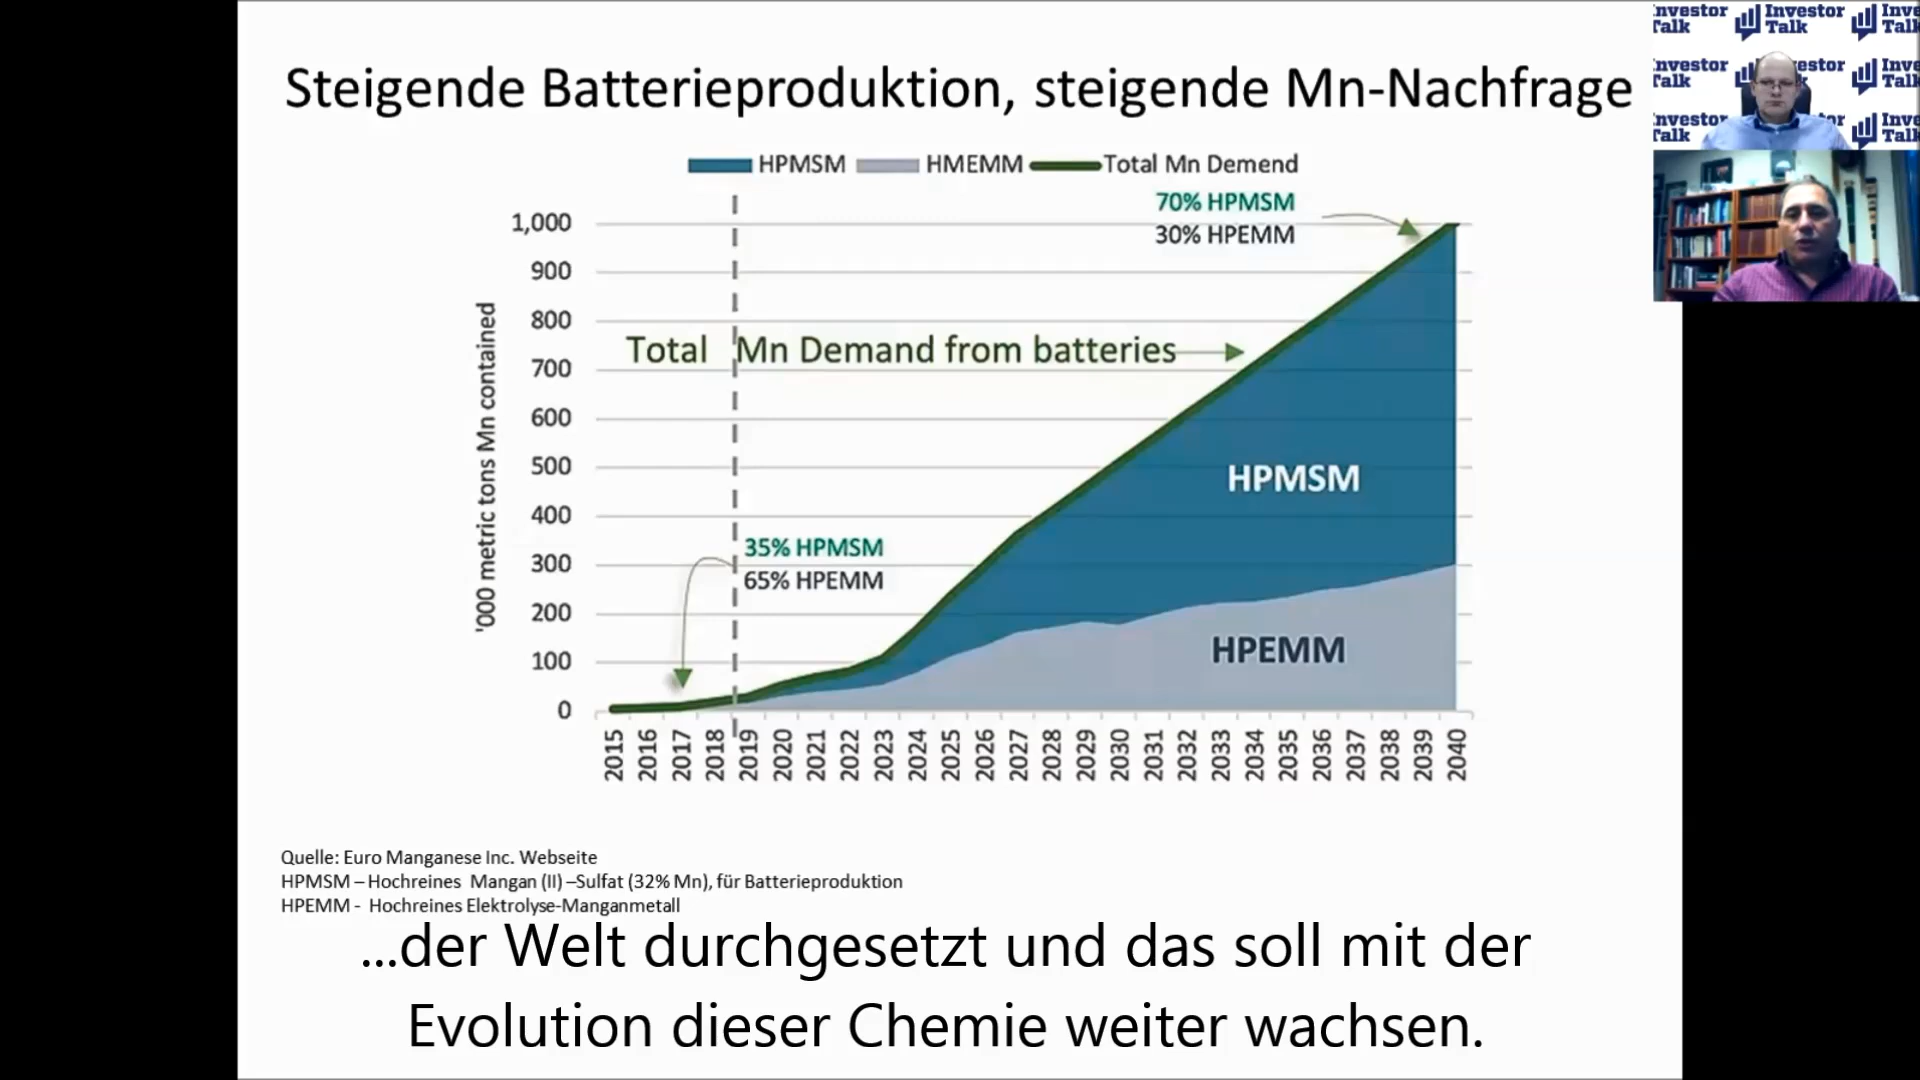 Steigende Batterieproduktion, steigende Mn-Nachfrage
HPMSM HMEMM Total Mn Demand
70% HPMSM
30% HPEMM
1,000
900
800
700
600
500
400
300
200
100
0
'000 metric tons Mn contained
Total Mn Demand from batteries
35% HPMSM
65% HPEMM
HPMSM
HPEMM
2015 2016 2017 2018 2019 2020 2021 2022 2023 2024 2025 2026 2027 2028 2029 2030 2031 2032 2033 2034 2035 2036 2037 2038 2039 2040
Quelle: Euro Manganese Inc. Webseite
HPMSM – Hochreines Mangan (II) –Sulfat (32% Mn), für Batterieproduktion
HPEMM - Hochreines Elektrolyse-Manganmetall
...der Welt durchgesetzt und das soll mit der
Evolution dieser Chemie weiter wachsen.
Investor
Talk